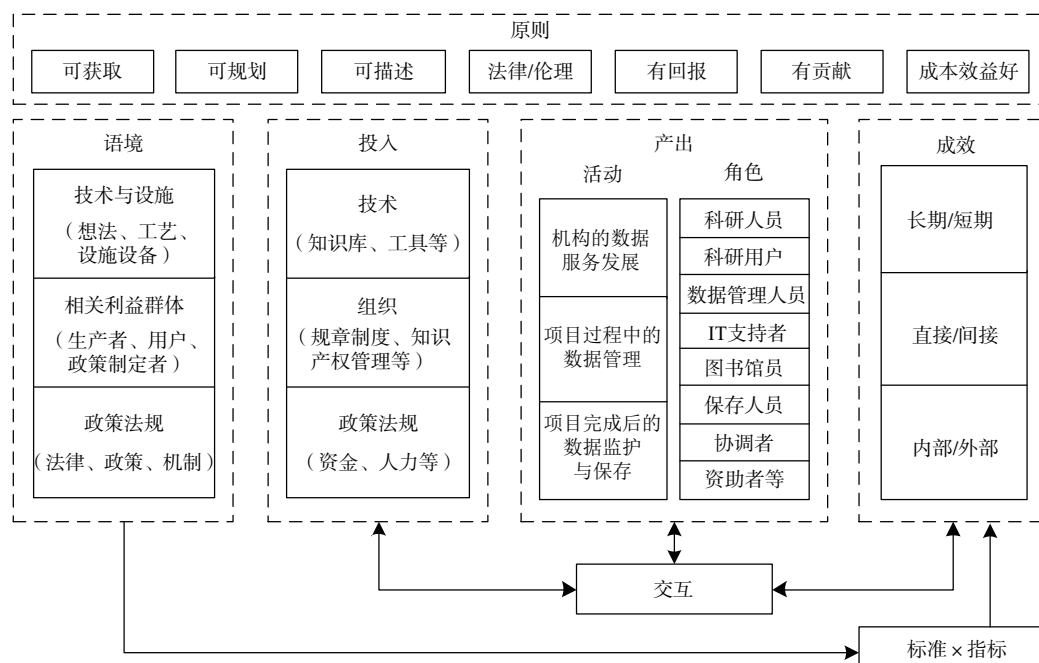 原则
可获取
可规划
可描述
法律/伦理
有回报
有贡献
成本效益好
语境
技术与设施
（想法、工艺、
设施设备）
相关利益群体
（生产者、用户、
政策制定者）
政策法规
（法律、政策、机制）
投入
技术
（知识库、工具等）
组织
（规章制度、知识
产权管理等）
政策法规
（资金、人力等）
产出
活动
机构的数据
服务发展
项目过程中的
数据管理
项目完成后的
数据监护
与保存
角色
科研人员
科研用户
数据管理人员
IT支持者
图书馆员
保存人员
协调者
资助者等
成效
长期/短期
直接/间接
内部/外部
交互
标准×指标